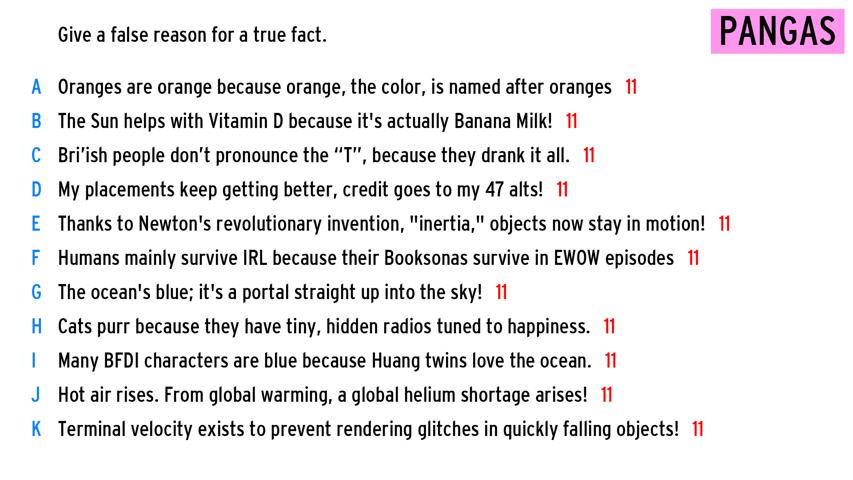 Give a false reason for a true fact.
PANGAS
A Oranges are orange because orange, the color, is named after oranges 11
B The Sun helps with Vitamin D because it's actually Banana Milk! 11
C Bri’ish people don’t pronounce the “T”, because they drank it all. 11
D My placements keep getting better, credit goes to my 47 alts! 11
E Thanks to Newton's revolutionary invention, "inertia," objects now stay in motion! 11
F Humans mainly survive IRL because their Booksonas survive in EWOW episodes 11
G The ocean's blue; it's a portal straight up into the sky! 11
H Cats purr because they have tiny, hidden radios tuned to happiness. 11
I Many BFDI characters are blue because Huang twins love the ocean. 11
J Hot air rises. From global warming, a global helium shortage arises! 11
K Terminal velocity exists to prevent rendering glitches in quickly falling objects! 11